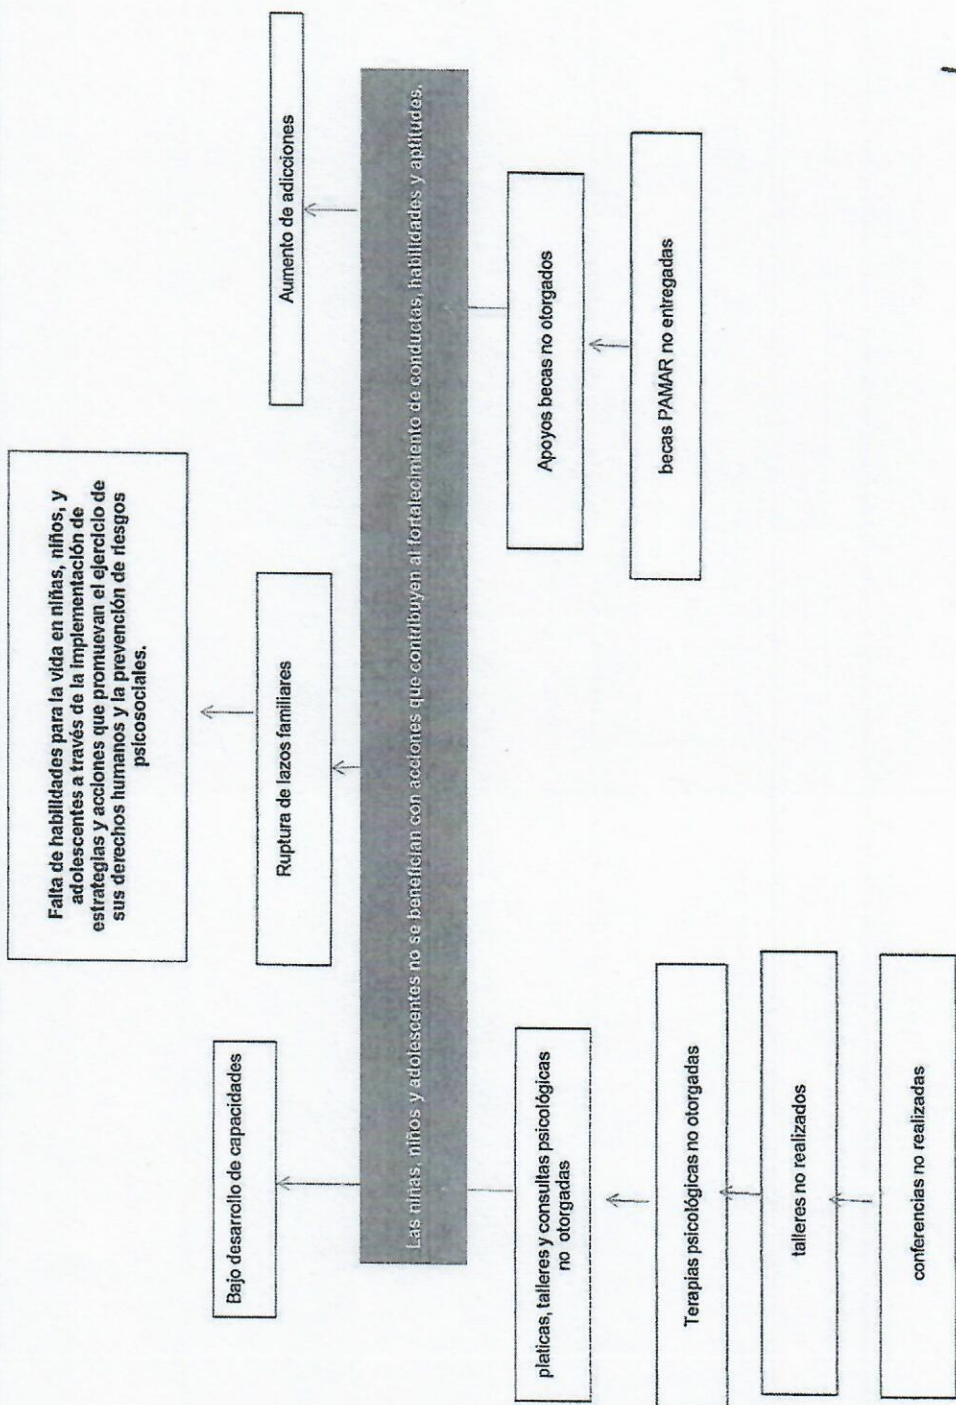 Falta de habilidades para la vida en niñas, niños, y
adolescentes a través de la implementación de
estrategias y acciones que promuevan el ejercicio de
sus derechos humanos y la prevención de riesgos
psicosociales.
Bajo desarrollo de capacidades
Ruptura de lazos familiares
Aumento de adicciones
Las niñas, niños y adolescentes no se benefician con acciones que contribuyen al fortalecimiento de conductas, habilidades y aptitudes.
platicas, talleres y consultas psicológicas
no otorgadas
Apoyos becas no otorgados
Terapias psicológicas no otorgadas
becas PAMAR no entregadas
talleres no realizados
conferencias no realizadas